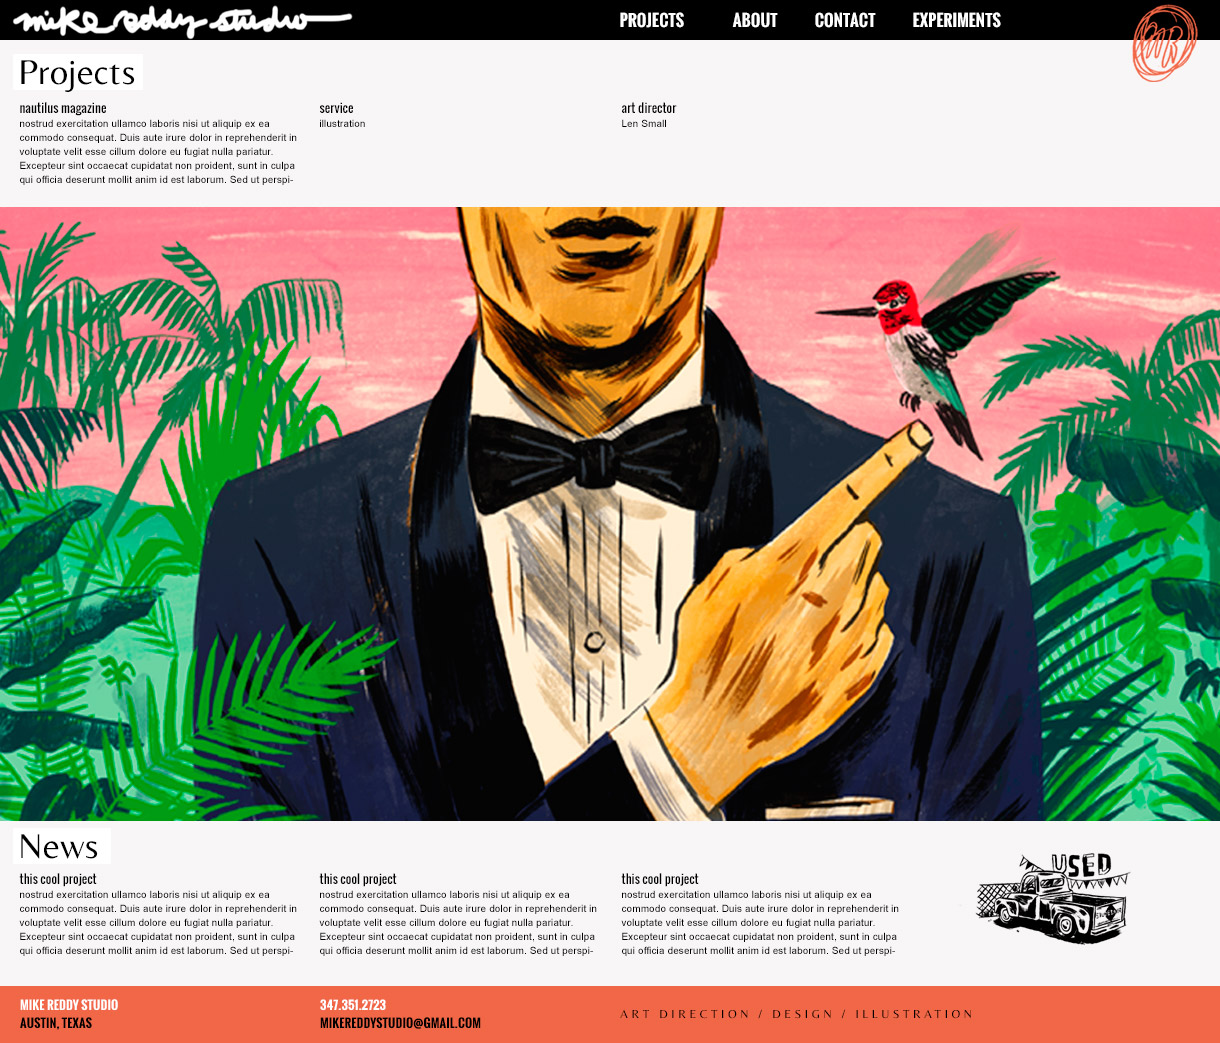 mike reddy studio
PROJECTS ABOUT CONTACT EXPERIMENTS
MR
Projects
nautilus magazine
nostrud exercitation ullamco laboris nisi ut aliquip ex ea
commodo consequat. Duis aute irure dolor in reprehenderit in
voluptate velit esse cillum dolore eu fugiat nulla pariatur.
Excepteur sint occaecat cupidatat non proident, sunt in culpa
qui officia deserunt mollit anim id est laborum. Sed ut perspi-
service
illustration
art director
Len Small
News
this cool project
nostrud exercitation ullamco laboris nisi ut aliquip ex ea
commodo consequat. Duis aute irure dolor in reprehenderit in
voluptate velit esse cillum dolore eu fugiat nulla pariatur.
Excepteur sint occaecat cupidatat non proident, sunt in culpa
qui officia deserunt mollit anim id est laborum. Sed ut perspi-
this cool project
nostrud exercitation ullamco laboris nisi ut aliquip ex ea
commodo consequat. Duis aute irure dolor in reprehenderit in
voluptate velit esse cillum dolore eu fugiat nulla pariatur.
Excepteur sint occaecat cupidatat non proident, sunt in culpa
qui officia deserunt mollit anim id est laborum. Sed ut perspi-
this cool project
nostrud exercitation ullamco laboris nisi ut aliquip ex ea
commodo consequat. Duis aute irure dolor in reprehenderit in
voluptate velit esse cillum dolore eu fugiat nulla pariatur.
Excepteur sint occaecat cupidatat non proident, sunt in culpa
qui officia deserunt mollit anim id est laborum. Sed ut perspi-
USED
MIKE REDDY STUDIO
AUSTIN, TEXAS
347.351.2723
MIKEREDDYSTUDIO@GMAIL.COM
ART DIRECTION / DESIGN / ILLUSTRATION